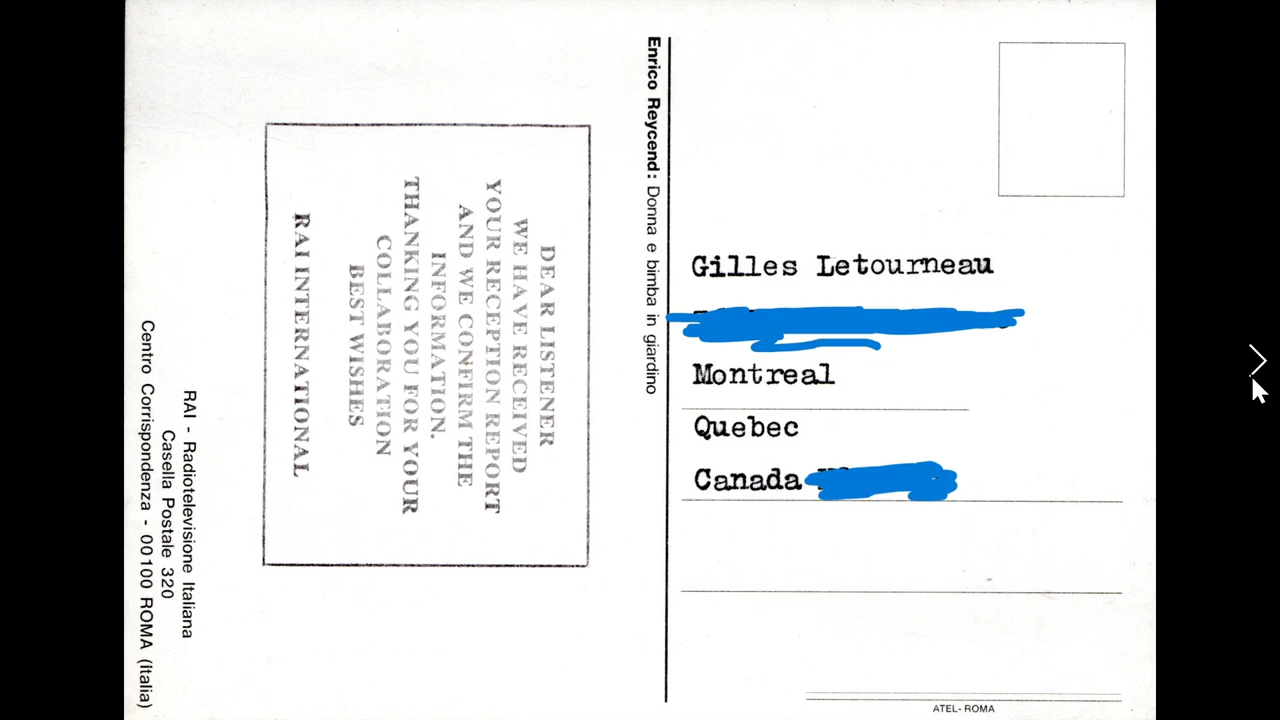 DEAR LISTENER
WE HAVE RECEIVED
YOUR RECEPTION REPORT
AND WE CONFIRM THE
INFORMATION.
THANKING YOU FOR YOUR
COLLABORATION
BEST WISHES
RAI INTERNATIONAL
RAI - Radiotelevisione Italiana
Casella Postale 320
Centro Corrispondenza - 00100 ROMA (Italia)
Enrico Reycend: Donna e bimba in giardino
Gilles Letourneau
Montreal
Quebec
Canada
ATEL-ROMA